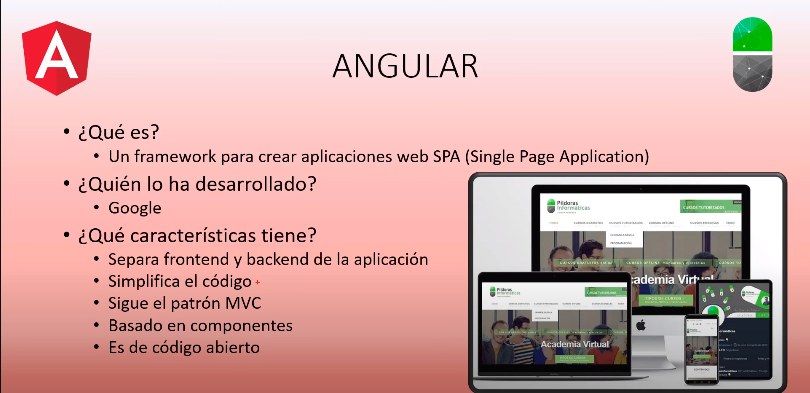 ANGULAR
• ¿Qué es?
• Un framework para crear aplicaciones web SPA (Single Page Application)
• ¿Quién lo ha desarrollado?
• Google
• ¿Qué características tiene?
• Separa frontend y backend de la aplicación
• Simplifica el código
• Sigue el patrón MVC
• Basado en componentes
• Es de código abierto
Píldoras
Informáticas
Academia Virtual